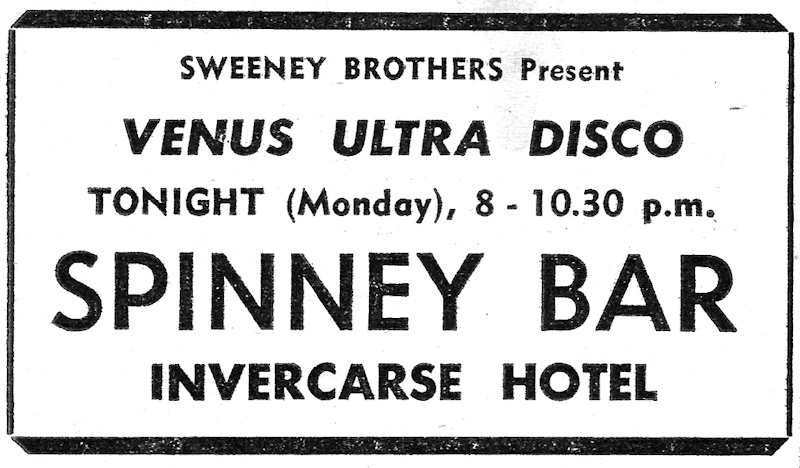 SWEENEY BROTHERS Present
VENUS ULTRA DISCO
TONIGHT (Monday), 8 - 10.30 p.m.
SPINNEY BAR
INVERCARSE HOTEL